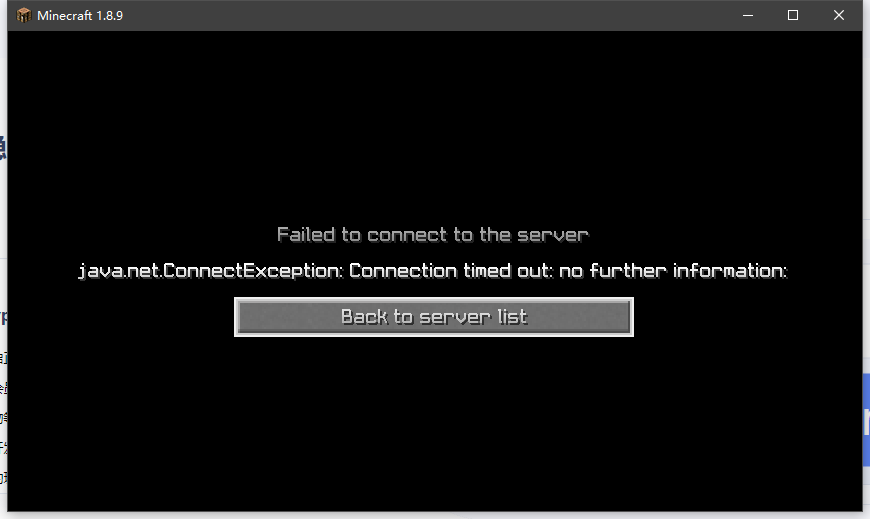 Minecraft 1.8.9
Failed to connect to the server
java.net.ConnectException: Connection timed out: no further information:
Back to server list